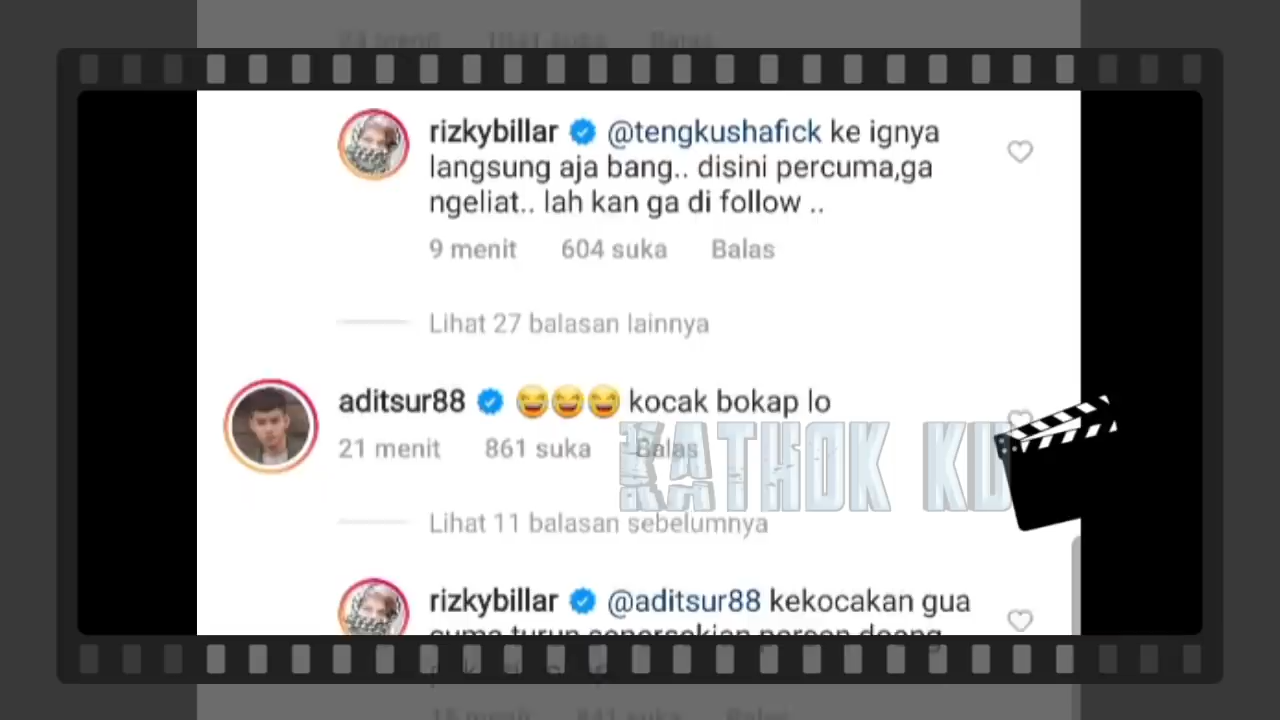 rizkybillar @tengkushafick ke ignya
langsung aja bang.. disini percuma,ga
ngeliat.. lah kan ga di follow ..
9 menit 604 suka Balas
Lihat 27 balasan lainnya
aditsur88 😆😆😆 kocak bokap lo
21 menit 861 suka Balas
KATHOK KU
Lihat 11 balasan sebelumnya
rizkybillar @aditsur88 kekocakan gua